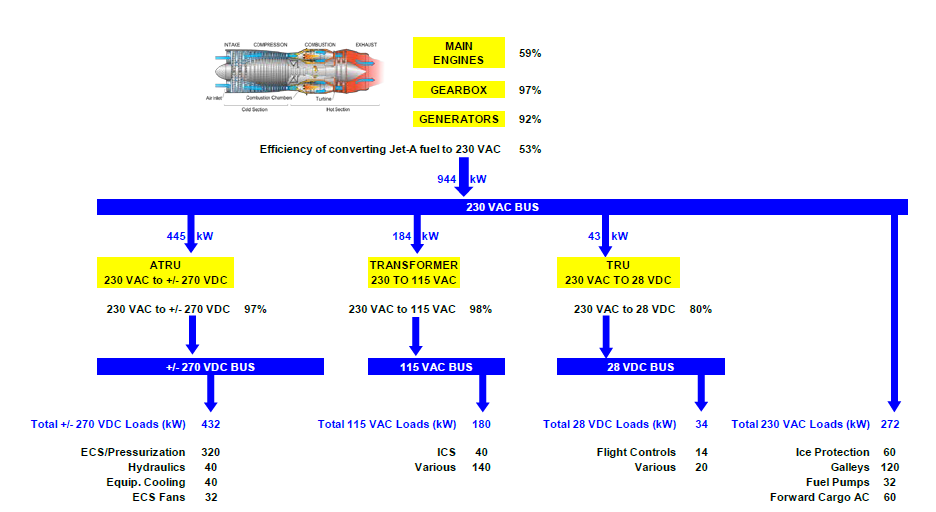 INTAKE COMPRESSION COMBUSTION EXHAUST
Air Inlet Combustion Chambers Turbine
Cold Section Hot Section
MAIN
ENGINES 59%
GEARBOX 97%
GENERATORS 92%
Efficiency of converting Jet-A fuel to 230 VAC 53%
944 kW
230 VAC BUS
445 kW 184 kW 43 kW
ATRU
230 VAC to +/- 270 VDC
TRANSFORMER
230 TO 115 VAC
TRU
230 VAC TO 28 VDC
230 VAC to +/- 270 VDC 97%
230 VAC to 115 VAC 98%
230 VAC to 28 VDC 80%
+/- 270 VDC BUS
115 VAC BUS
28 VDC BUS
Total +/- 270 VDC Loads (kW) 432
ECS/Pressurization 320
Hydraulics 40
Equip. Cooling 40
ECS Fans 32
Total 115 VAC Loads (kW) 180
ICS 40
Various 140
Total 28 VDC Loads (kW) 34
Flight Controls 14
Various 20
Total 230 VAC Loads (kW) 272
Ice Protection 60
Galleys 120
Fuel Pumps 32
Forward Cargo AC 60